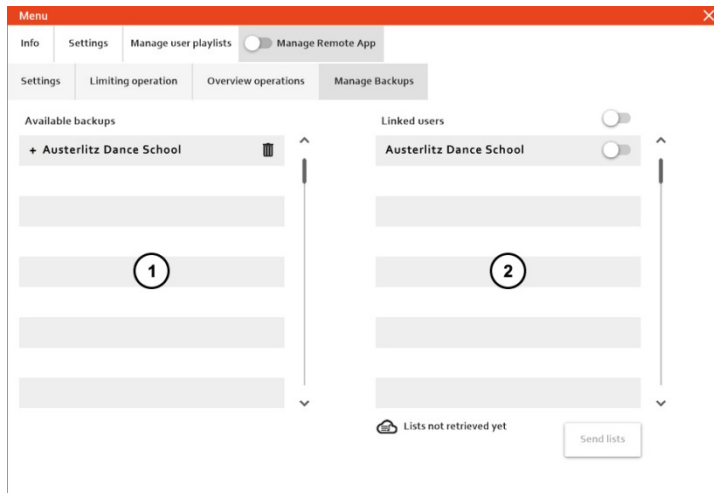 Menu
Info Settings Manage user playlists Manage Remote App
Settings Limiting operation Overview operations Manage Backups
Available backups
+ Austerlitz Dance School
1
Linked users
Austerlitz Dance School
2
Lists not retrieved yet
Send lists